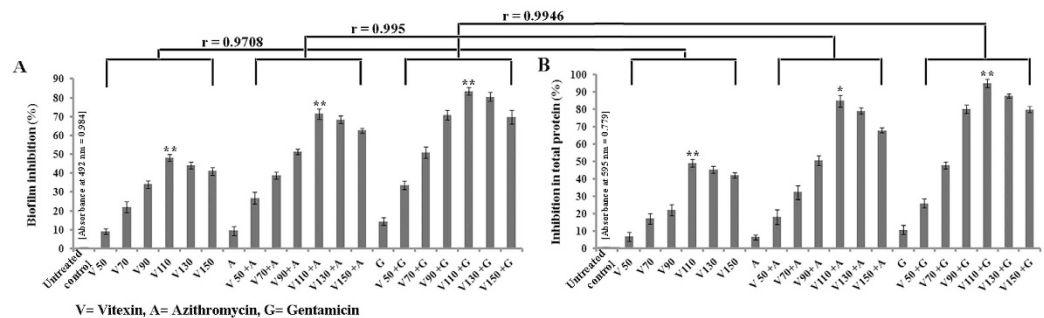 r = 0.9946
r = 0.995
r = 0.9708
A
Biofilm inhibition (%)
90
80
70
60
50
40
30
20
10
0
[Absorbance at 492 nm = 0.984]
**
**
**
Untreated control
V 50
V70
V90
V110
V130
V150
A
V 50 +A
V70+A
V90+ A
V110+A
V130+A
V150+A
G
V 50 +G
V70+G
V90+G
V110+G
V130+G
V150+G
B
Inhibition in total protein (%)
100
90
80
70
60
50
40
30
20
10
0
[Absorbance at 595 nm = 0.779]
**
*
**
Untreated control
V 50
V70
V90
V110
V130
V150
A
V 50 +A
V70+A
V90+ A
V110+A
V130+A
V150+A
G
V 50 +G
V70+G
V90+G
V110+G
V130+G
V150+G
V= Vitexin, A= Azithromycin, G= Gentamicin